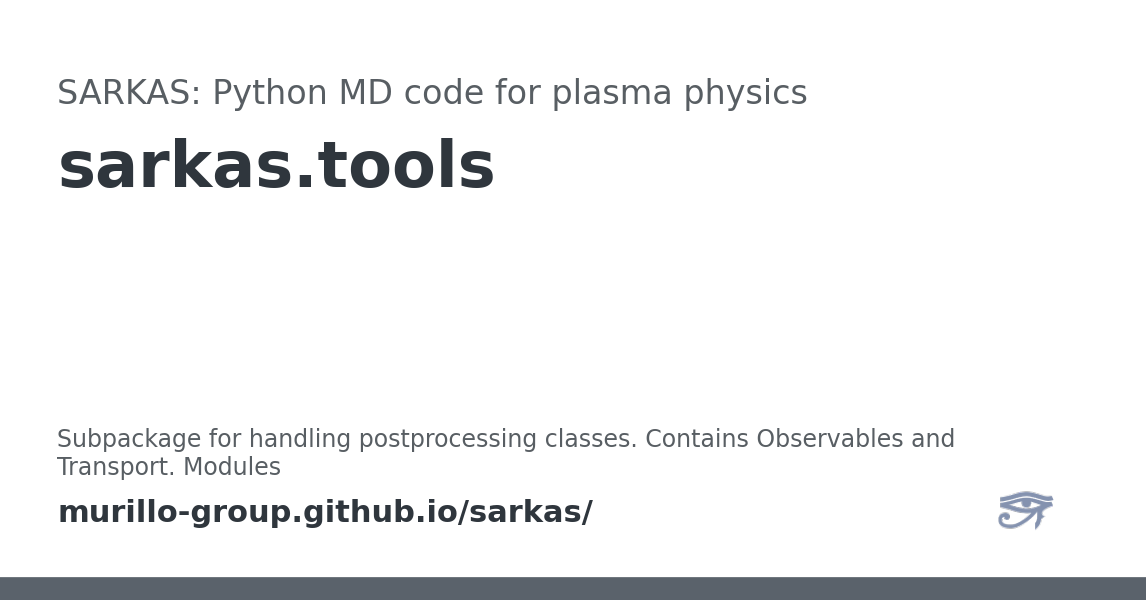 SARKAS: Python MD code for plasma physics
sarkas.tools
Subpackage for handling postprocessing classes. Contains Observables and
Transport. Modules
murillo-group.github.io/sarkas/